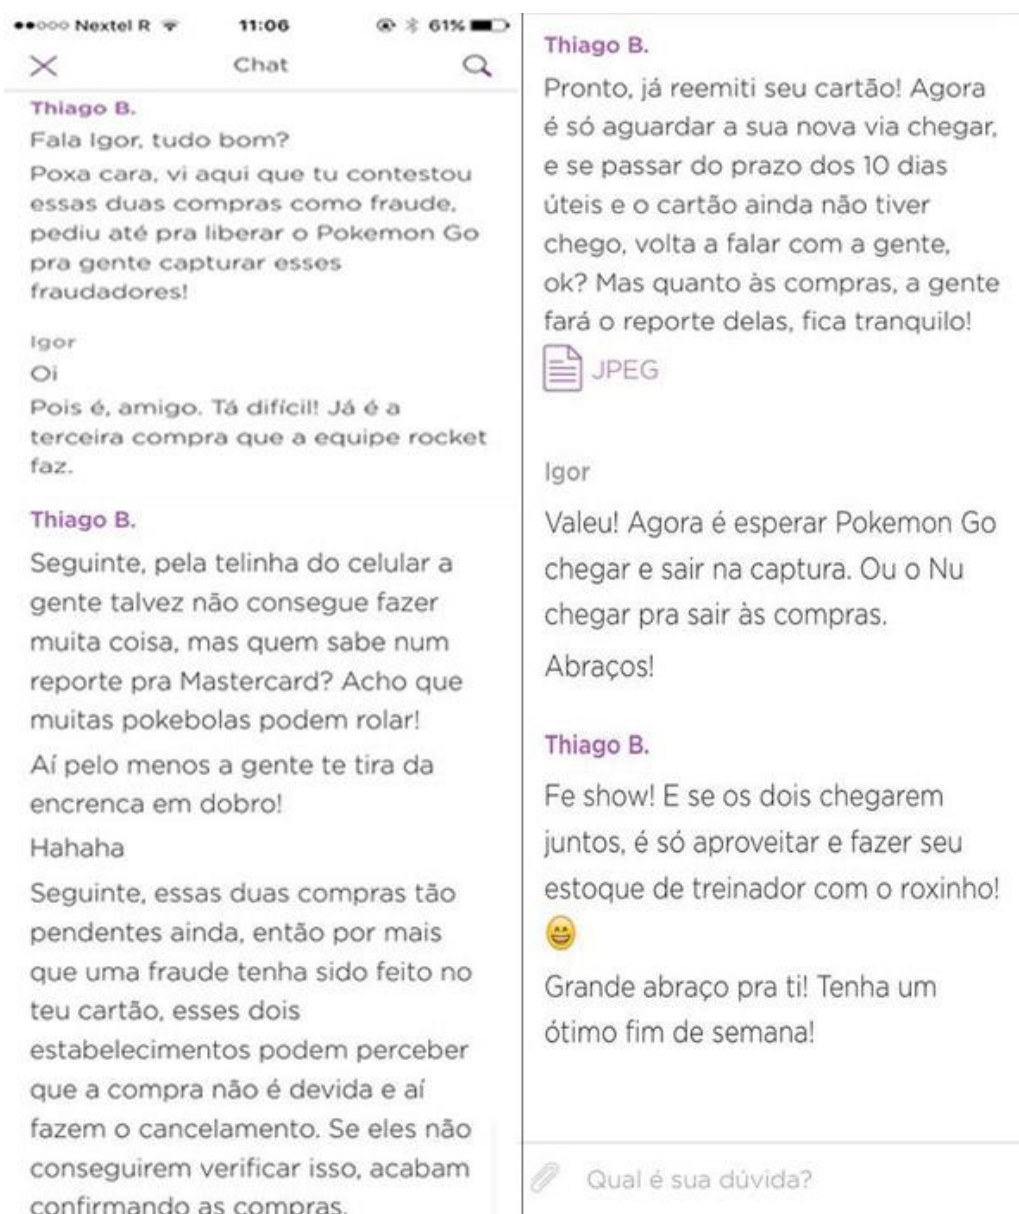 Nextel R 11:06 61%
Chat
Thiago B.
Fala Igor, tudo bom?
Poxa cara, vi aqui que tu contestou
essas duas compras como fraude,
pediu até pra liberar o Pokemon Go
pra gente capturar esses
fraudadores!
Igor
Oi
Pois é, amigo. Tá difícil! Já é a
terceira compra que a equipe rocket
faz.
Thiago B.
Seguinte, pela telinha do celular a
gente talvez não consegue fazer
muita coisa, mas quem sabe num
reporte pra Mastercard? Acho que
muitas pokebolas podem rolar!
Aí pelo menos a gente te tira da
encrenca em dobro!
Hahaha
Seguinte, essas duas compras tão
pendentes ainda, então por mais
que uma fraude tenha sido feito no
teu cartão, esses dois
estabelecimentos podem perceber
que a compra não é devida e aí
fazem o cancelamento. Se eles não
conseguirem verificar isso, acabam
confirmando as compras.
Thiago B.
Pronto, já reemiti seu cartão! Agora
é só aguardar a sua nova via chegar,
e se passar do prazo dos 10 dias
úteis e o cartão ainda não tiver
chego, volta a falar com a gente,
ok? Mas quanto às compras, a gente
fará o reporte delas, fica tranquilo!
JPEG
Igor
Valeu! Agora é esperar Pokemon Go
chegar e sair na captura. Ou o Nu
chegar pra sair às compras.
Abraços!
Thiago B.
Fe show! E se os dois chegarem
juntos, é só aproveitar e fazer seu
estoque de treinador com o roxinho!
😄
Grande abraço pra ti! Tenha um
ótimo fim de semana!
Qual é sua dúvida?